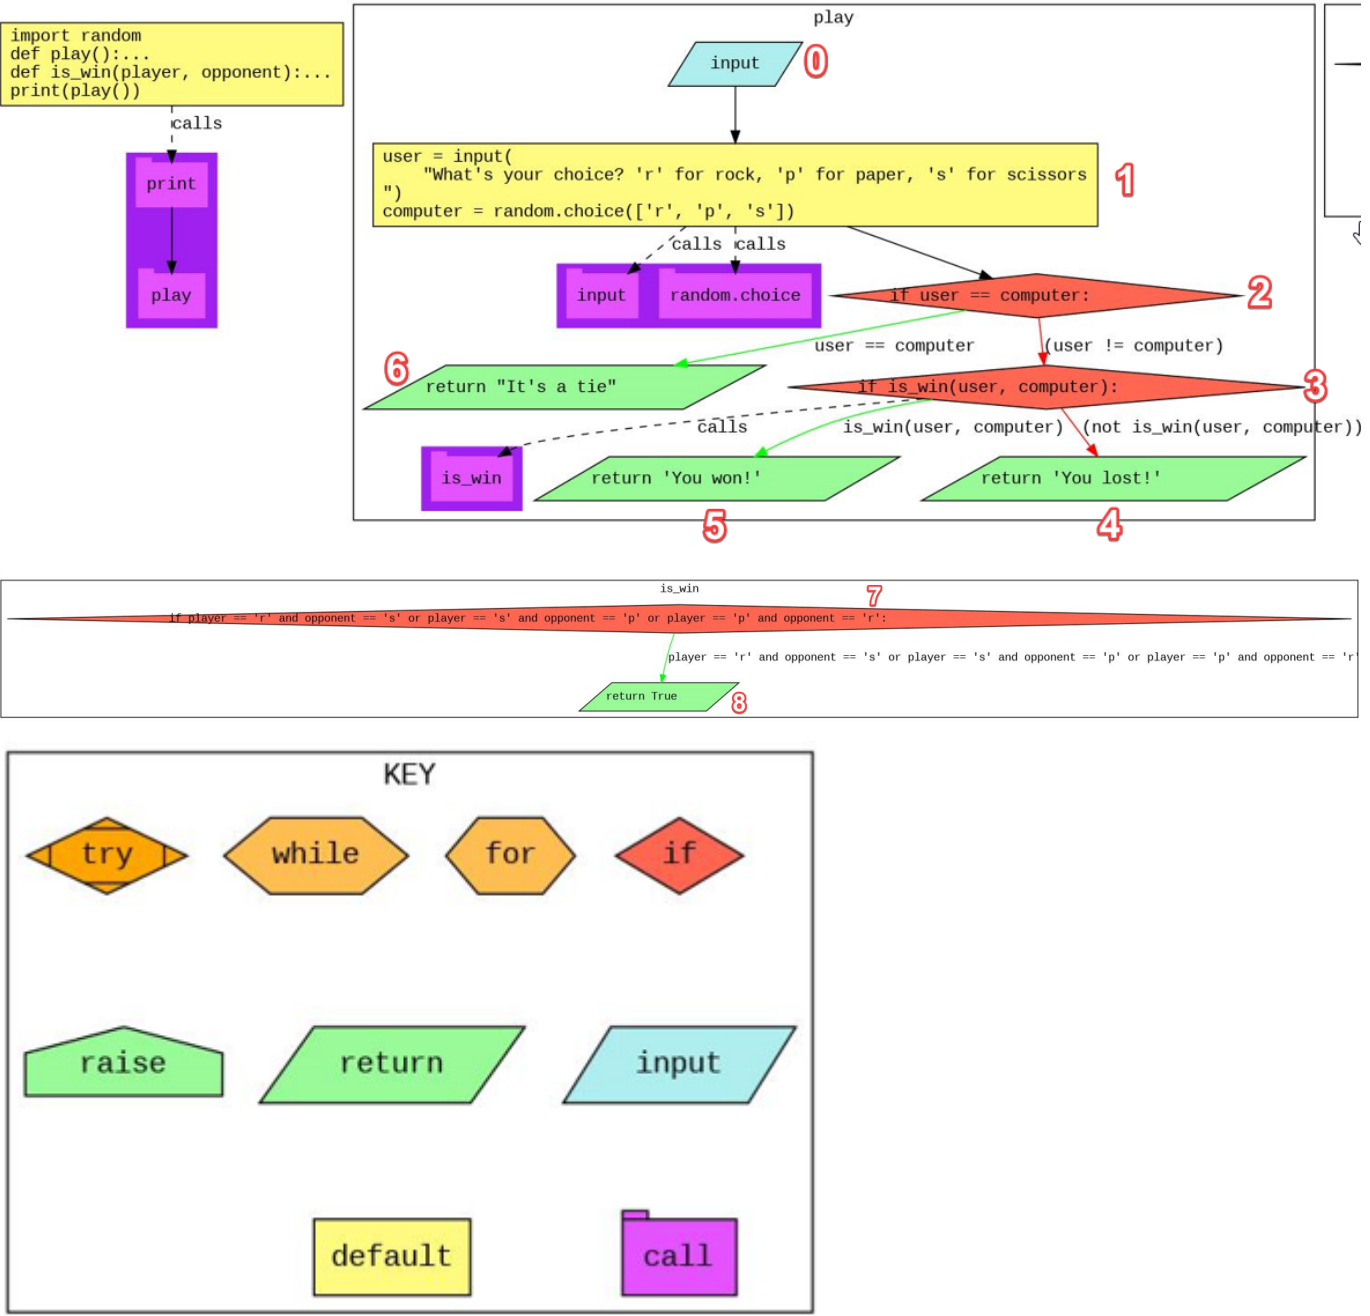 play
import random
def play():...
def is_win(player, opponent):...
print(play())
calls
print
play
input
0
user = input(
"What's your choice? 'r' for rock, 'p' for paper, 's' for scissors
")
computer = random.choice(['r', 'p', 's'])
1
calls calls
input
random.choice
if user == computer:
2
user == computer
(user != computer)
6
return "It's a tie"
if is_win(user, computer):
3
calls
is_win(user, computer)
(not is_win(user, computer))
is_win
return 'You won!'
return 'You lost!'
5
4
is_win
7
if player == 'r' and opponent == 's' or player == 's' and opponent == 'p' or player == 'p' and opponent == 'r':
player == 'r' and opponent == 's' or player == 's' and opponent == 'p' or player == 'p' and opponent == 'r'
return True
8
KEY
try
while
for
if
raise
return
input
default
call